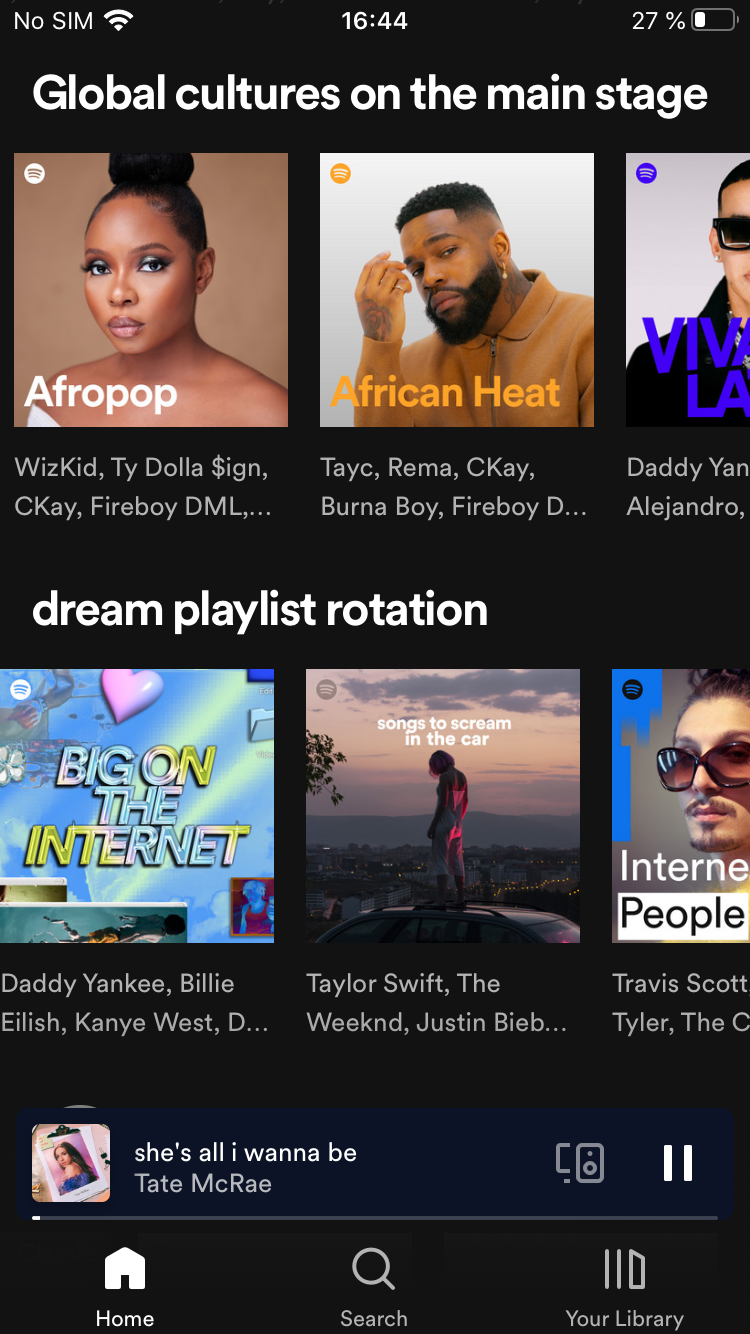 No SIM 16:44 27 %
Global cultures on the main stage
Afropop
African Heat
VIVA
LA
WizKid, Ty Dolla $ign,
CKay, Fireboy DML,...
Tayc, Rema, CKay,
Burna Boy, Fireboy D...
Daddy Yan
Alejandro,
dream playlist rotation
BIG ON
THE
INTERNET
songs to scream
in the car
Interne
People
Daddy Yankee, Billie
Eilish, Kanye West, D...
Taylor Swift, The
Weeknd, Justin Bieb...
Travis Scott,
Tyler, The C
she's all i wanna be
Tate McRae
Home
Search
Your Library